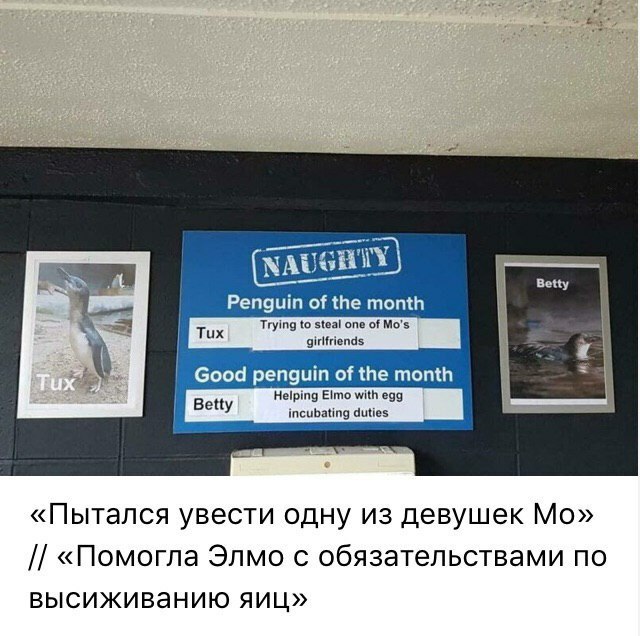 NAUGHTY
Penguin of the month
Tux
Trying to steal one of Mo's
girlfriends
Good penguin of the month
Betty
Helping Elmo with egg
incubating duties
Tux
Betty
«Пытался увести одну из девушек Мо»
// «Помогла Элмо с обязательствами по
высиживанию яиц»